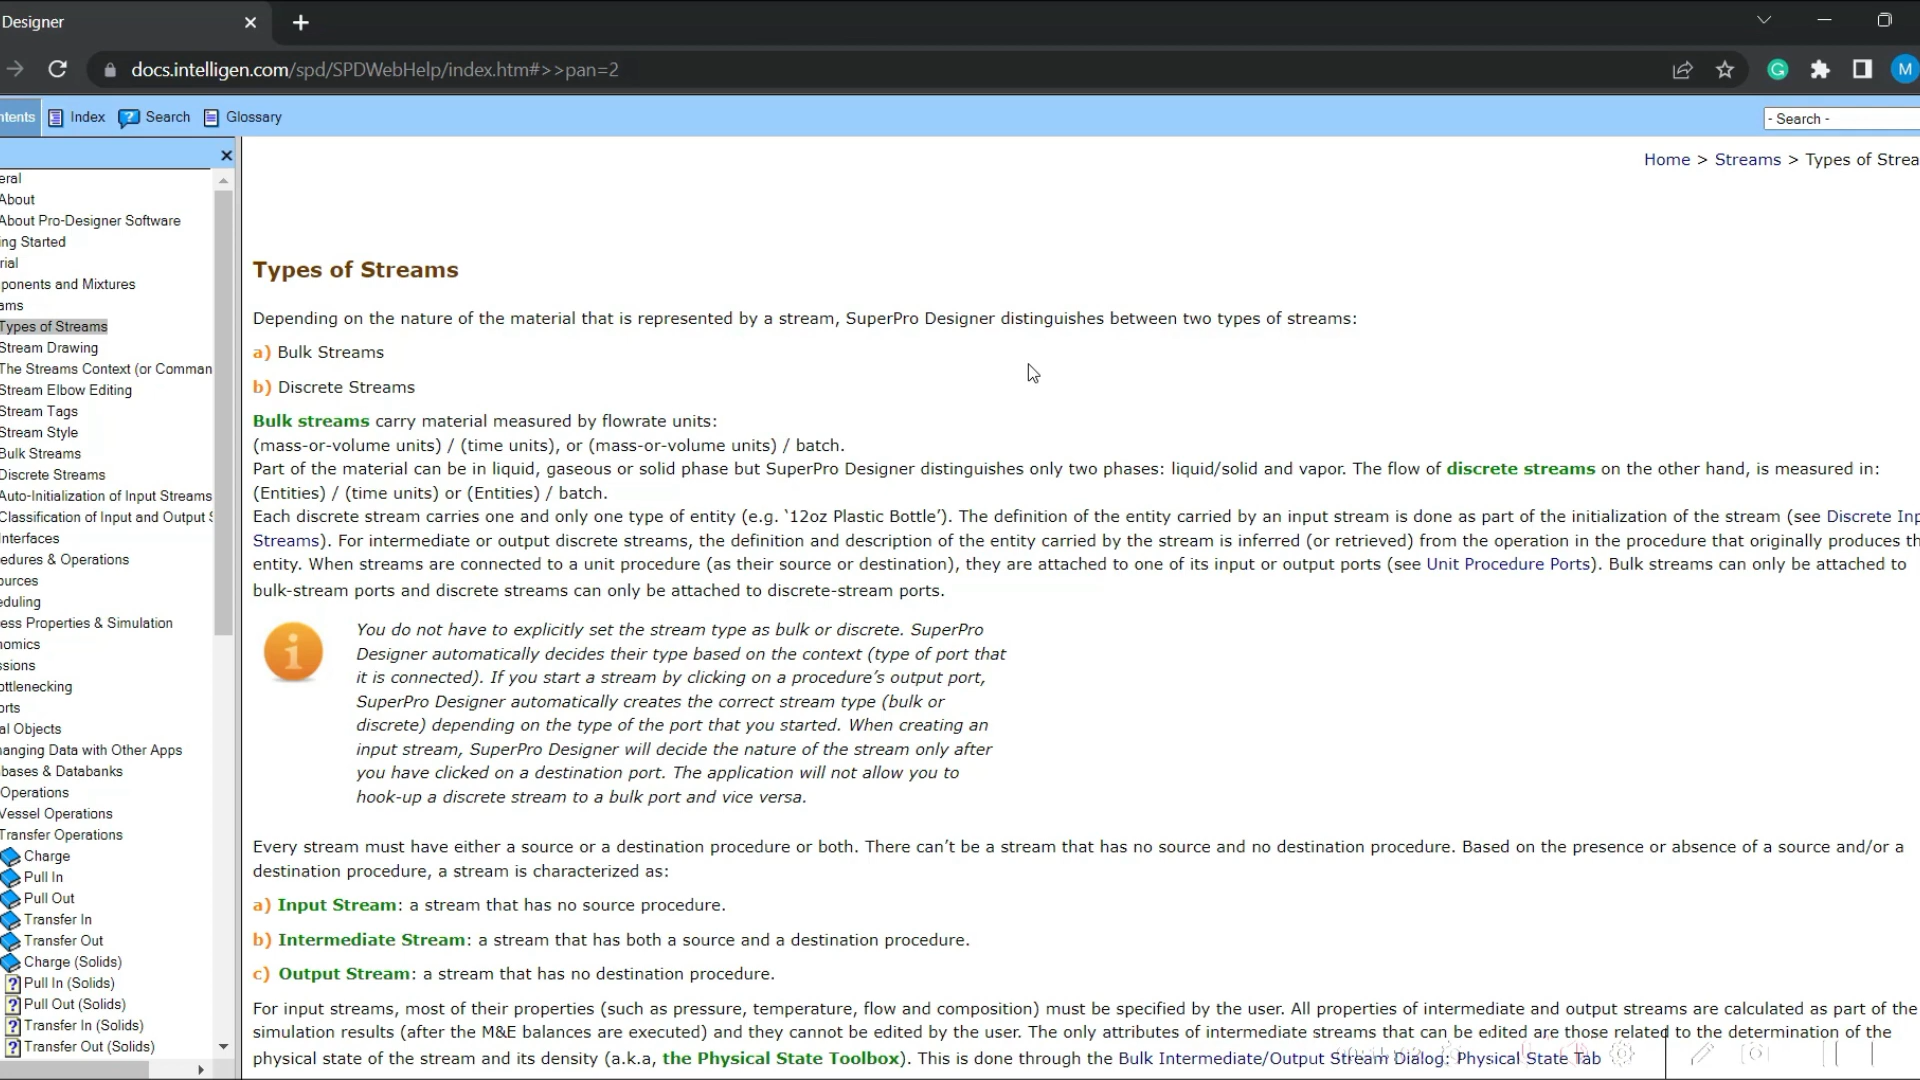 Designer
docs.intelligen.com/spd/SPDWebHelp/index.htm#>>pan=2
M
ntents Index Search Glossary
- Search -
Home > Streams > Types of Strea
eral
About
About Pro-Designer Software
ing Started
rial
ponents and Mixtures
ams
Types of Streams
Stream Drawing
The Streams Context (or Comman
Stream Elbow Editing
Stream Tags
Stream Style
Bulk Streams
Discrete Streams
Auto-Initialization of Input Streams
Classification of Input and Output S
Interfaces
edures & Operations
ources
eduling
ess Properties & Simulation
nomics
ssions
ottlenecking
orts
al Objects
hanging Data with Other Apps
bases & Databanks
Operations
Vessel Operations
Transfer Operations
Charge
Pull In
Pull Out
Transfer In
Transfer Out
Charge (Solids)
Pull In (Solids)
Pull Out (Solids)
Transfer In (Solids)
Transfer Out (Solids)
Types of Streams
Depending on the nature of the material that is represented by a stream, SuperPro Designer distinguishes between two types of streams:
a) Bulk Streams
b) Discrete Streams
Bulk streams carry material measured by flowrate units:
(mass-or-volume units) / (time units), or (mass-or-volume units) / batch.
Part of the material can be in liquid, gaseous or solid phase but SuperPro Designer distinguishes only two phases: liquid/solid and vapor. The flow of discrete streams on the other hand, is measured in:
(Entities) / (time units) or (Entities) / batch.
Each discrete stream carries one and only one type of entity (e.g. ‘12oz Plastic Bottle’). The definition of the entity carried by an input stream is done as part of the initialization of the stream (see Discrete Inp
Streams). For intermediate or output discrete streams, the definition and description of the entity carried by the stream is inferred (or retrieved) from the operation in the procedure that originally produces th
entity. When streams are connected to a unit procedure (as their source or destination), they are attached to one of its input or output ports (see Unit Procedure Ports). Bulk streams can only be attached to
bulk-stream ports and discrete streams can only be attached to discrete-stream ports.
You do not have to explicitly set the stream type as bulk or discrete. SuperPro
Designer automatically decides their type based on the context (type of port that
it is connected). If you start a stream by clicking on a procedure’s output port,
SuperPro Designer automatically creates the correct stream type (bulk or
discrete) depending on the type of the port that you started. When creating an
input stream, SuperPro Designer will decide the nature of the stream only after
you have clicked on a destination port. The application will not allow you to
hook-up a discrete stream to a bulk port and vice versa.
Every stream must have either a source or a destination procedure or both. There can’t be a stream that has no source and no destination procedure. Based on the presence or absence of a source and/or a
destination procedure, a stream is characterized as:
a) Input Stream: a stream that has no source procedure.
b) Intermediate Stream: a stream that has both a source and a destination procedure.
c) Output Stream: a stream that has no destination procedure.
For input streams, most of their properties (such as pressure, temperature, flow and composition) must be specified by the user. All properties of intermediate and output streams are calculated as part of the
simulation results (after the M&E balances are executed) and they cannot be edited by the user. The only attributes of intermediate streams that can be edited are those related to the determination of the
physical state of the stream and its density (a.k.a, the Physical State Toolbox). This is done through the Bulk Intermediate/Output Stream Dialog: Physical State Tab